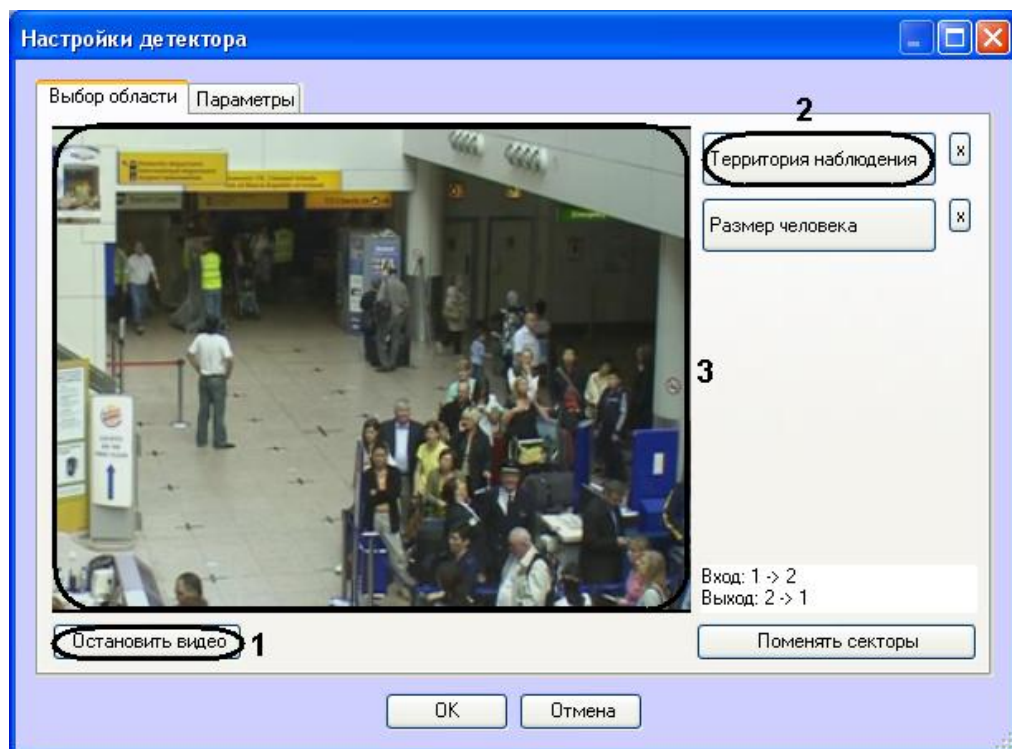 Настройки детектора
Выбор области
Параметры
2
Территория наблюдения
x
Размер человека
x
3
Вход: 1 -> 2
Выход: 2 -> 1
Остановить видео
1
Поменять секторы
OK
Отмена